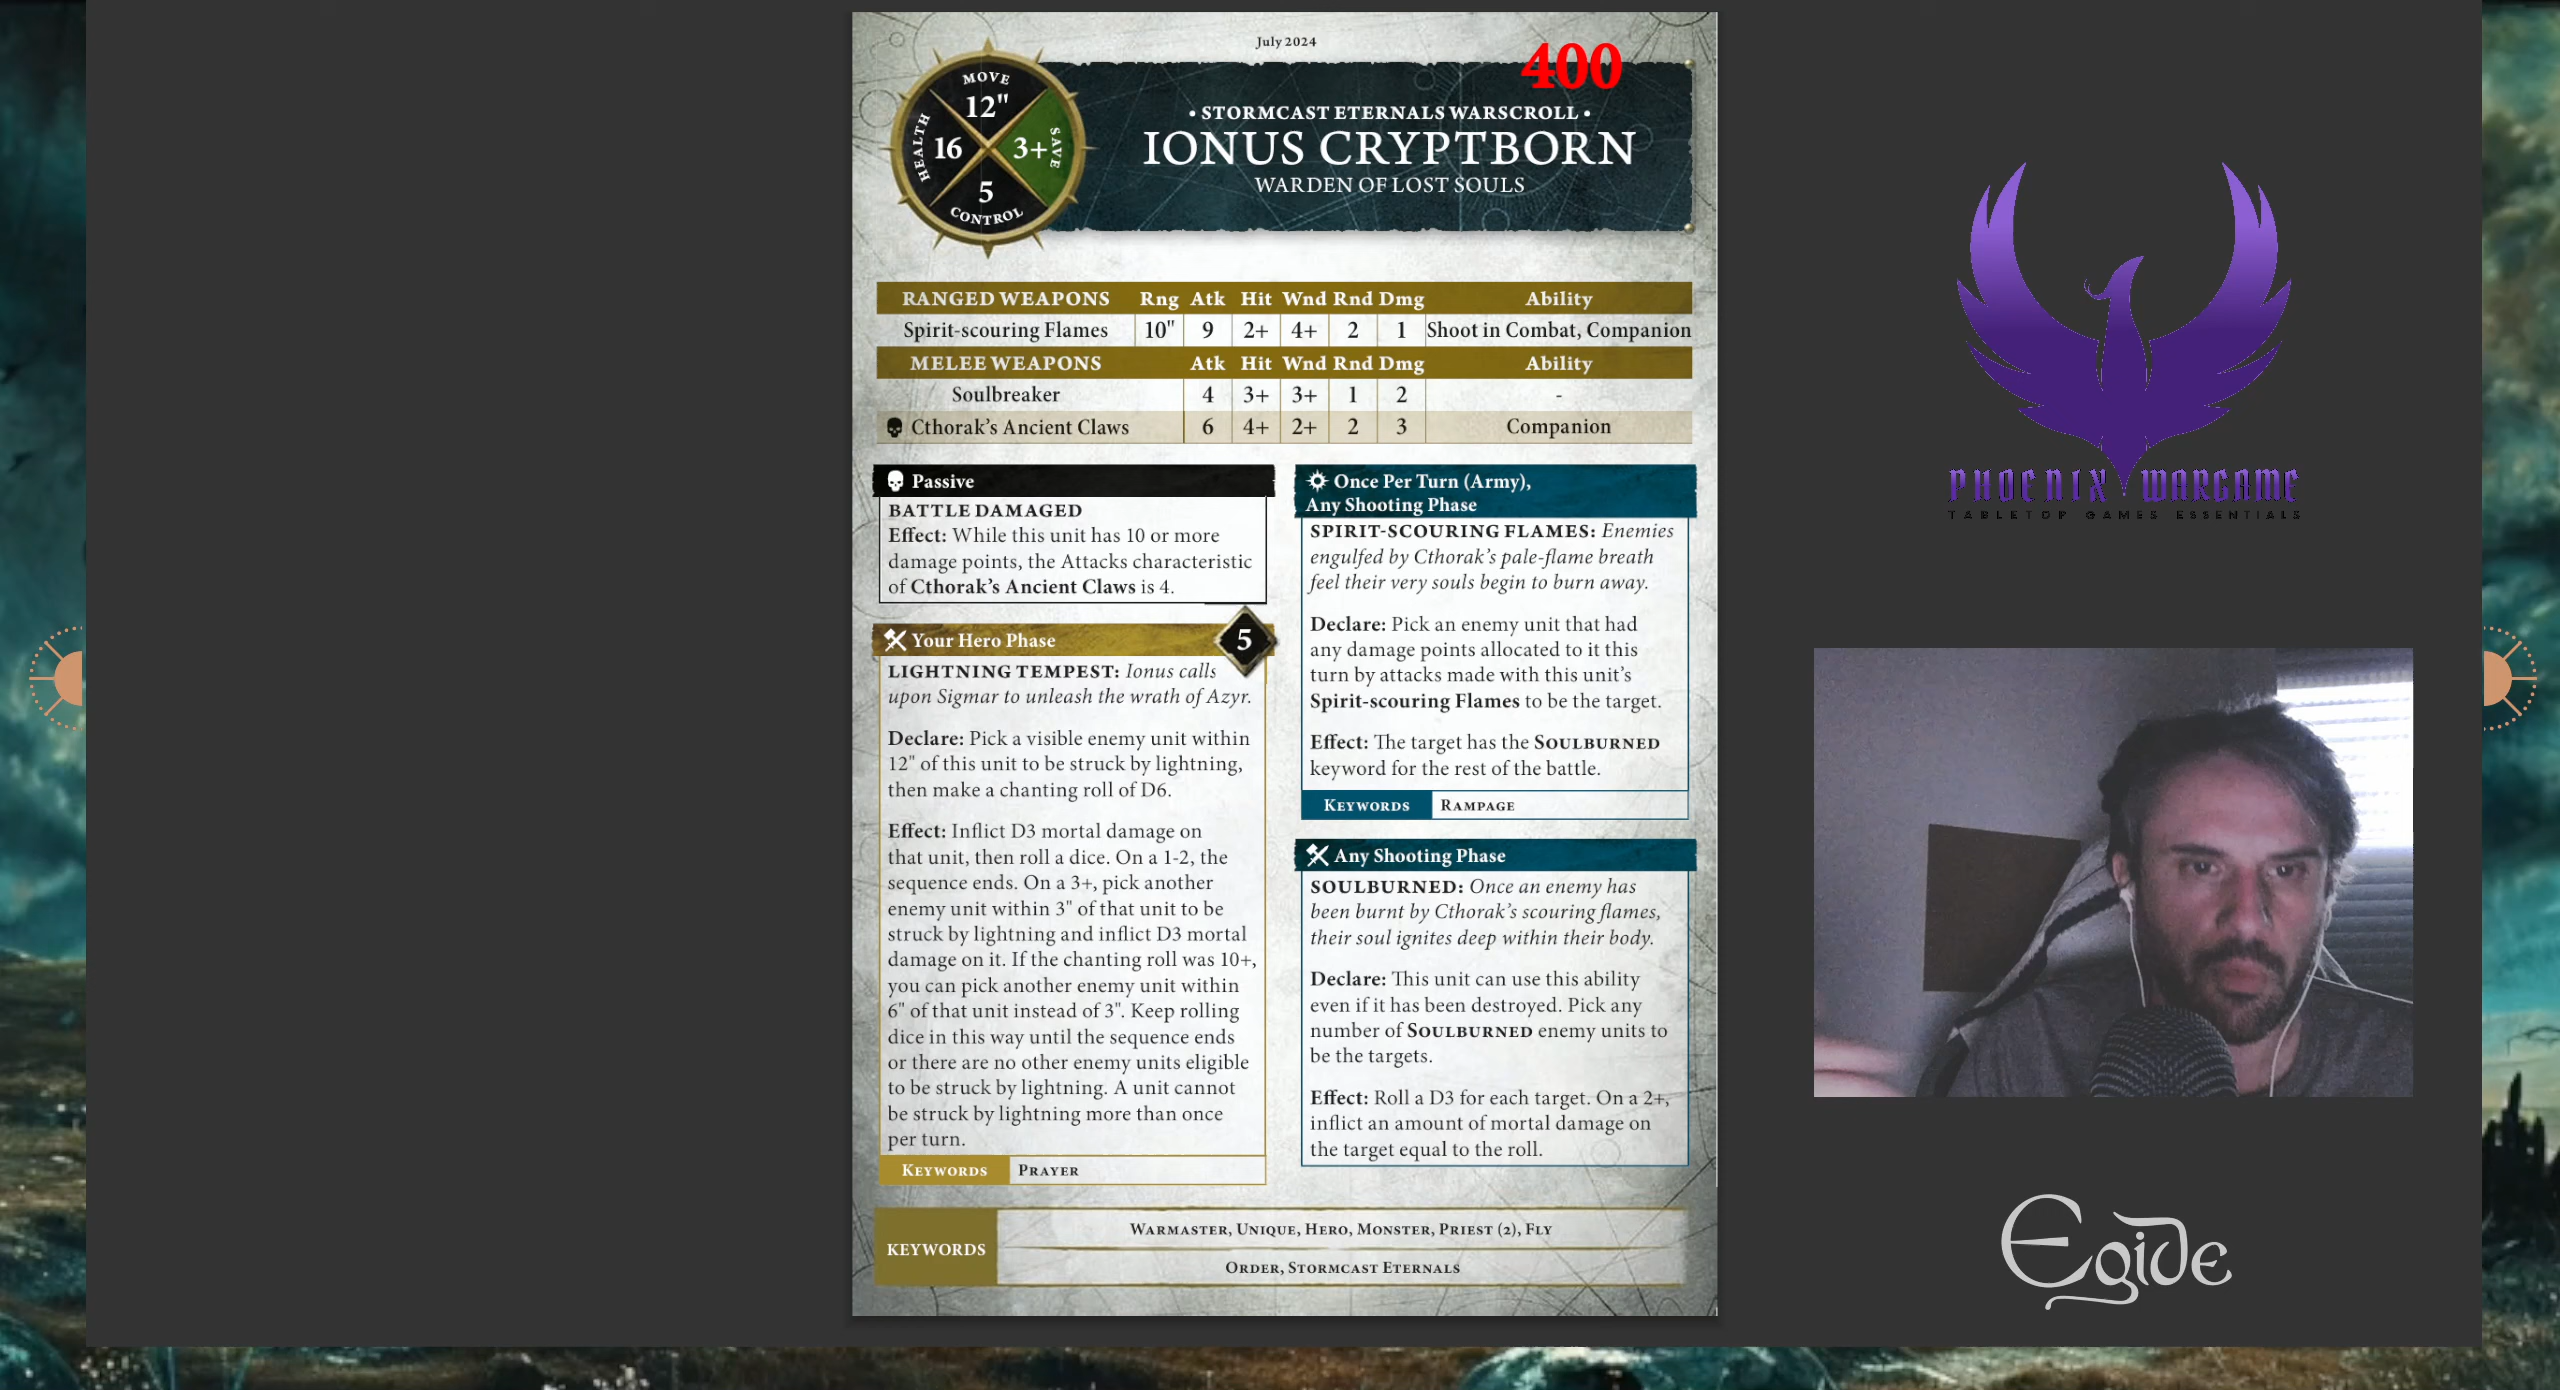 July 2024
400
MOVE
12"
HEALTH
16
3+
SAVE
5
CONTROL
• STORMCAST ETERNALS WARSCROLL •
IONUS CRYPTBORN
WARDEN OF LOST SOULS
RANGED WEAPONS Rng Atk Hit Wnd Rnd Dmg Ability
Spirit-scouring Flames 10" 9 2+ 4+ 2 1 Shoot in Combat, Companion
MELEE WEAPONS Atk Hit Wnd Rnd Dmg Ability
Soulbreaker 4 3+ 3+ 1 2 -
Cthorak's Ancient Claws 6 4+ 2+ 2 3 Companion
Passive
BATTLE DAMAGED
Effect: While this unit has 10 or more
damage points, the Attacks characteristic
of Cthorak's Ancient Claws is 4.
Your Hero Phase
5
LIGHTNING TEMPEST: Ionus calls
upon Sigmar to unleash the wrath of Azyr.
Declare: Pick a visible enemy unit within
12" of this unit to be struck by lightning,
then make a chanting roll of D6.
Effect: Inflict D3 mortal damage on
that unit, then roll a dice. On a 1-2, the
sequence ends. On a 3+, pick another
enemy unit within 3" of that unit to be
struck by lightning and inflict D3 mortal
damage on it. If the chanting roll was 10+,
you can pick another enemy unit within
6" of that unit instead of 3". Keep rolling
dice in this way until the sequence ends
or there are no other enemy units eligible
to be struck by lightning. A unit cannot
be struck by lightning more than once
per turn.
KEYWORDS PRAYER
Once Per Turn (Army),
Any Shooting Phase
SPIRIT-SCOURING FLAMES: Enemies
engulfed by Cthorak's pale-flame breath
feel their very souls begin to burn away.
Declare: Pick an enemy unit that had
any damage points allocated to it this
turn by attacks made with this unit's
Spirit-scouring Flames to be the target.
Effect: The target has the SOULBURNED
keyword for the rest of the battle.
KEYWORDS RAMPAGE
Any Shooting Phase
SOULBURNED: Once an enemy has
been burnt by Cthorak's scouring flames,
their soul ignites deep within their body.
Declare: This unit can use this ability
even if it has been destroyed. Pick any
number of SOULBURNED enemy units to
be the targets.
Effect: Roll a D3 for each target. On a 2+,
inflict an amount of mortal damage on
the target equal to the roll.
KEYWORDS
WARMASTER, UNIQUE, HERO, MONSTER, PRIEST (2), FLY
ORDER, STORMCAST ETERNALS
PHOENIX WARGAME
TABLETOP GAMES ESSENTIALS
Egide